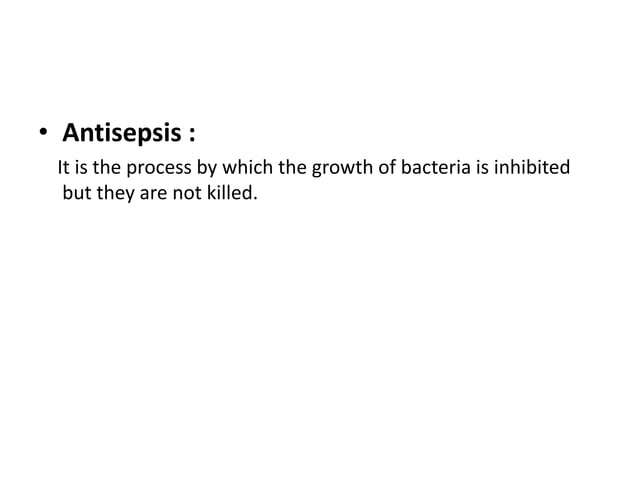 • Antisepsis :
It is the process by which the growth of bacteria is inhibited
but they are not killed.